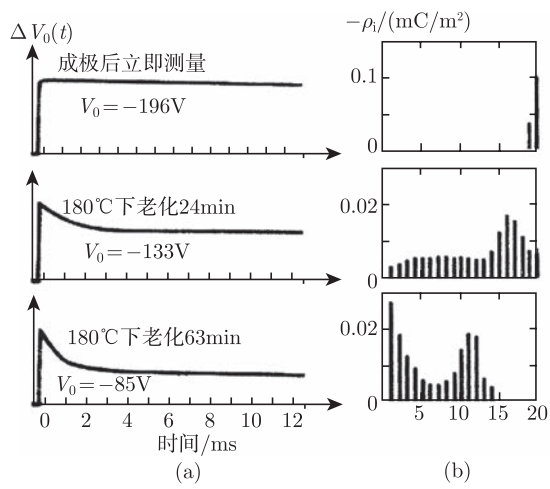 ΔV₀(t)
成极后立即测量
V₀=−196V
180℃下老化24min
V₀=−133V
180℃下老化63min
V₀=−85V
0 2 4 6 8 10 12
时间/ms
(a)
−ρᵢ/(mC/m²)
0.1
0
0.02
0
0.02
0
5 10 15 20
(b)